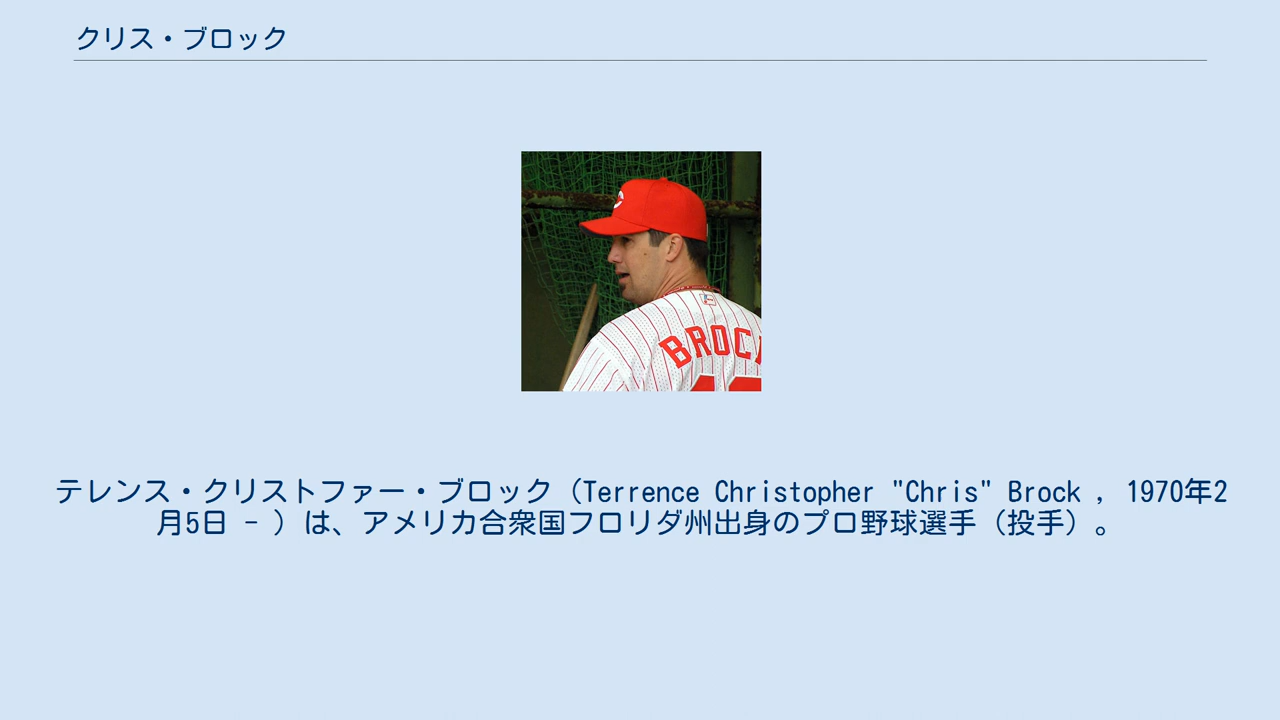 クリス・ブロック
BROC
テレンス・クリストファー・ブロック（Terrence Christopher "Chris" Brock , 1970年2
月5日 - ）は、アメリカ合衆国フロリダ州出身のプロ野球選手（投手）。